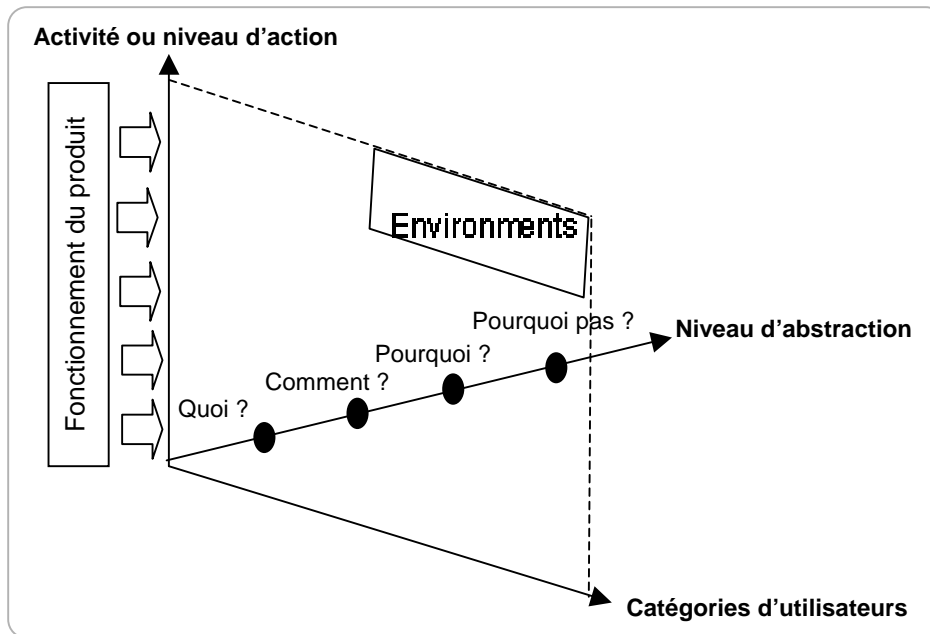 Activité ou niveau d'action
Fonctionnement du produit
Environments
Pourquoi pas ?
Niveau d'abstraction
Pourquoi ?
Comment ?
Quoi ?
Catégories d'utilisateurs